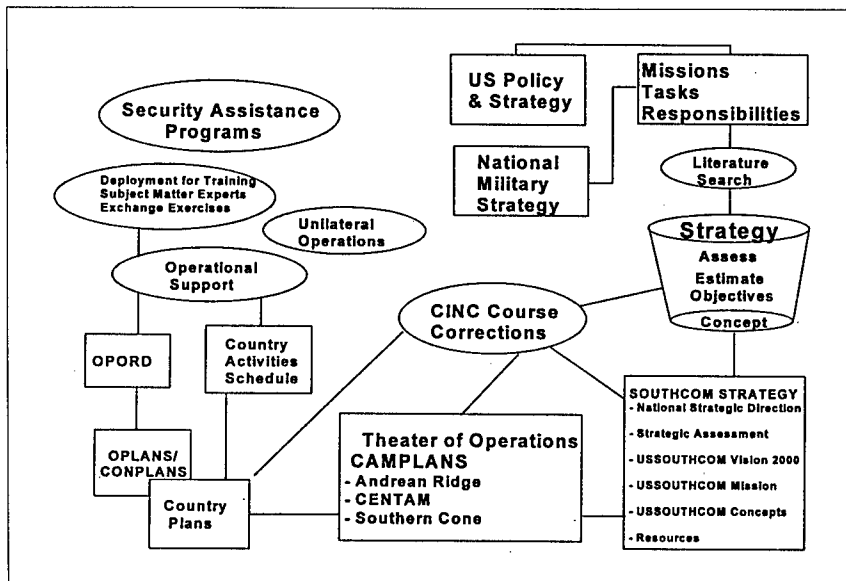 US Policy
& Strategy
Missions
Tasks
Responsibilities
Security Assistance
Programs
National
Military
Strategy
Literature
Search
Deployment for Training
Subject Matter Experts
Exchange Exercises
Unilateral
Operations
Strategy
Assess
Estimate
Objectives
Concept
Operational
Support
CINC Course
Corrections
OPORD
Country
Activities
Schedule
SOUTHCOM STRATEGY
- National Strategic Direction
- Strategic Assessment
- USSOUTHCOM Vision 2000
- USSOUTHCOM Mission
- USSOUTHCOM Concepts
- Resources
Theater of Operations
CAMPLANS
- Andrean Ridge
- CENTAM
- Southern Cone
OPLANS/
CONPLANS
Country
Plans